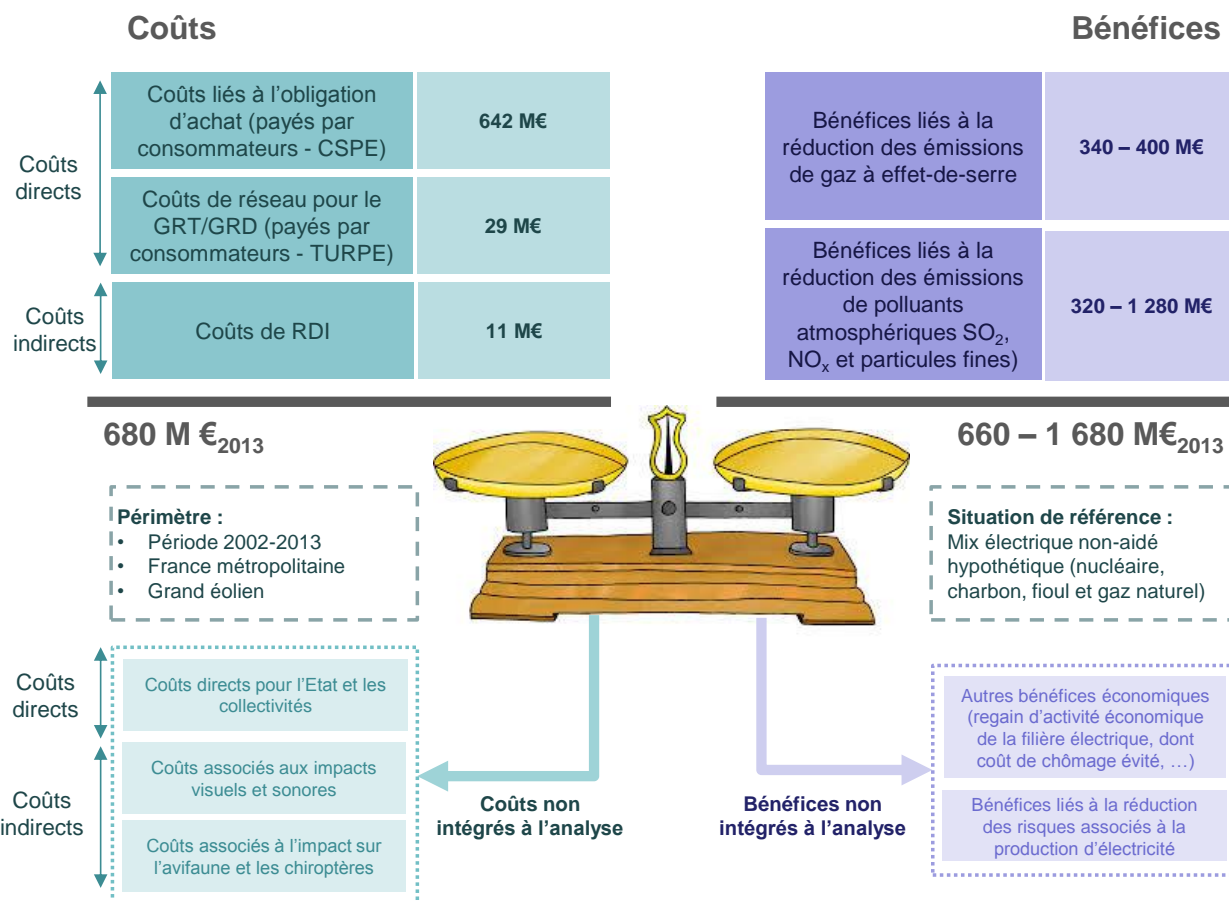 Coûts
Bénéfices
Coûts
directs
Coûts liés à l’obligation
d’achat (payés par
consommateurs - CSPE)
642 M€
Coûts de réseau pour le
GRT/GRD (payés par
consommateurs - TURPE)
29 M€
Coûts
indirects
Coûts de RDI
11 M€
Bénéfices liés à la
réduction des émissions
de gaz à effet-de-serre
340 – 400 M€
Bénéfices liés à la
réduction des émissions
de polluants
atmosphériques SO2,
NOx et particules fines)
320 – 1 280 M€
680 M €2013
660 – 1 680 M€2013
Périmètre :
• Période 2002-2013
• France métropolitaine
• Grand éolien
Situation de référence :
Mix électrique non-aidé
hypothétique (nucléaire,
charbon, fioul et gaz naturel)
Coûts
directs
Coûts directs pour l’Etat et les
collectivités
Coûts
indirects
Coûts associés aux impacts
visuels et sonores
Coûts associés à l’impact sur
l’avifaune et les chiroptères
Coûts non
intégrés à l’analyse
Bénéfices non
intégrés à l’analyse
Autres bénéfices économiques
(regain d’activité économique
de la filière électrique, dont
coût de chômage évité, …)
Bénéfices liés à la réduction
des risques associés à la
production d’électricité